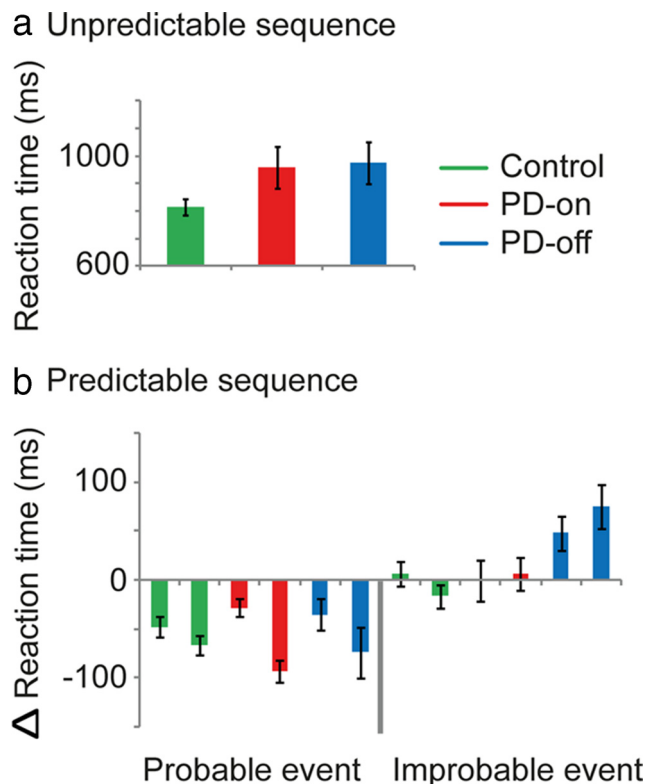 a Unpredictable sequence
Reaction time (ms)
1000
600
Control
PD-on
PD-off
b Predictable sequence
Δ Reaction time (ms)
100
0
-100
Probable event
Improbable event